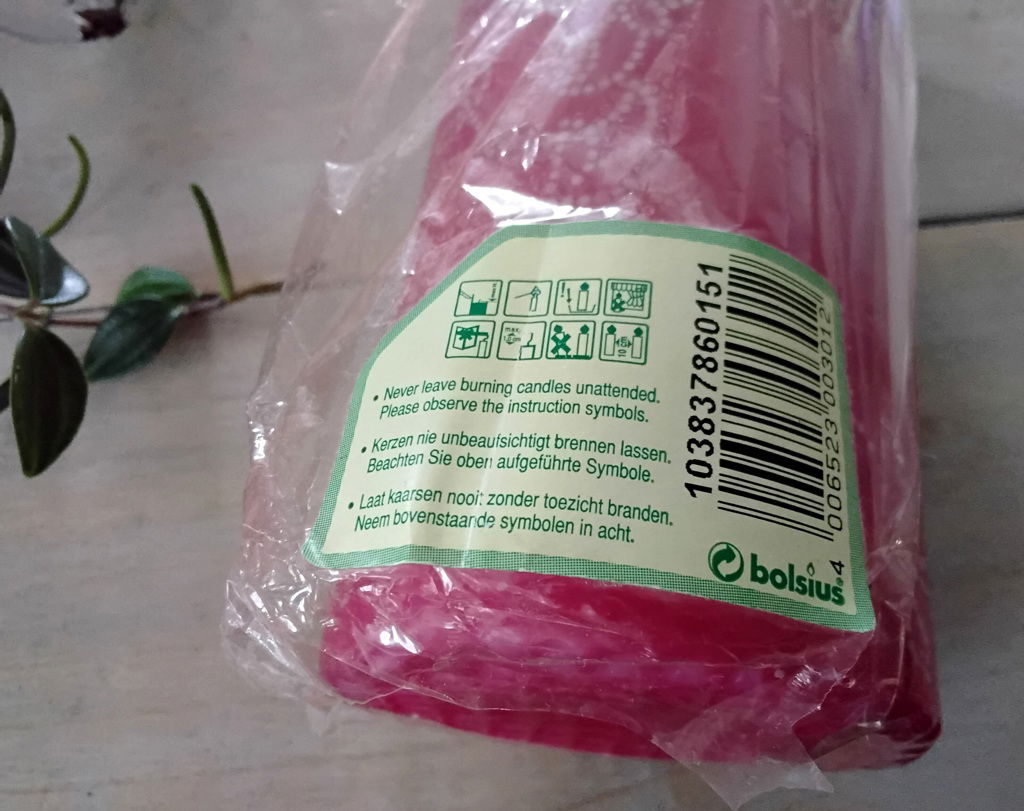 • Never leave burning candles unattended.
Please observe the instruction symbols.
• Kerzen nie unbeaufsichtigt brennen lassen.
Beachten Sie oben aufgeführte Symbole.
• Laat kaarsen nooit zonder toezicht branden.
Neem bovenstaande symbolen in acht.
103837860151
4 006523 003012
bolsius®
max.